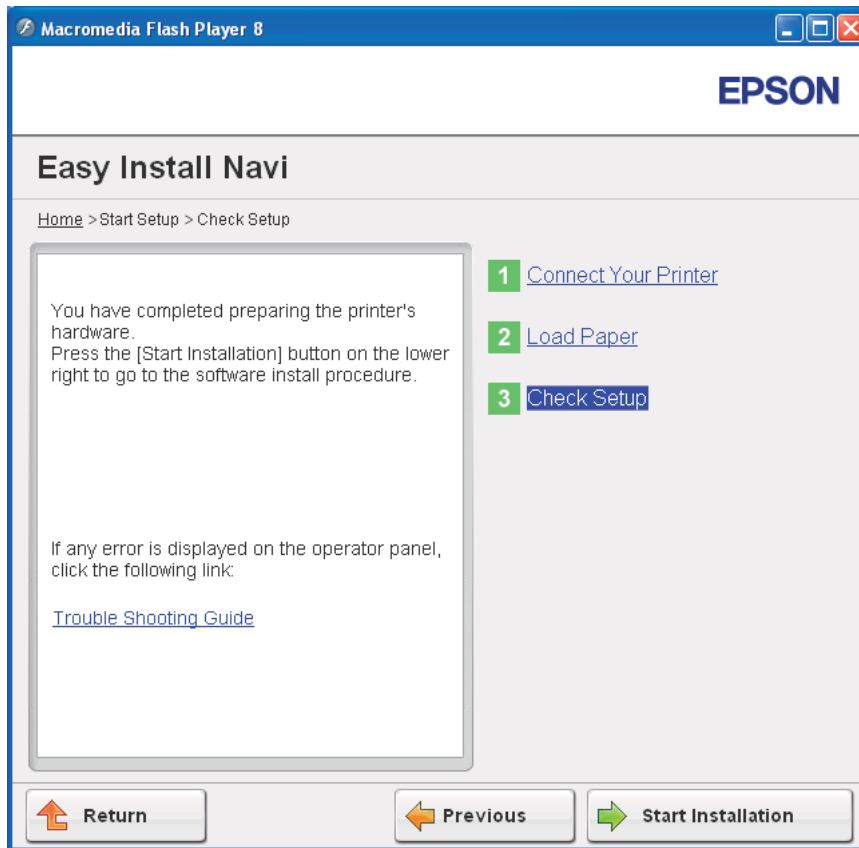 Macromedia Flash Player 8
EPSON
Easy Install Navi
Home > Start Setup > Check Setup
You have completed preparing the printer's
hardware.
Press the [Start Installation] button on the lower
right to go to the software install procedure.
If any error is displayed on the operator panel,
click the following link:
Trouble Shooting Guide
1 Connect Your Printer
2 Load Paper
3 Check Setup
Return
Previous
Start Installation